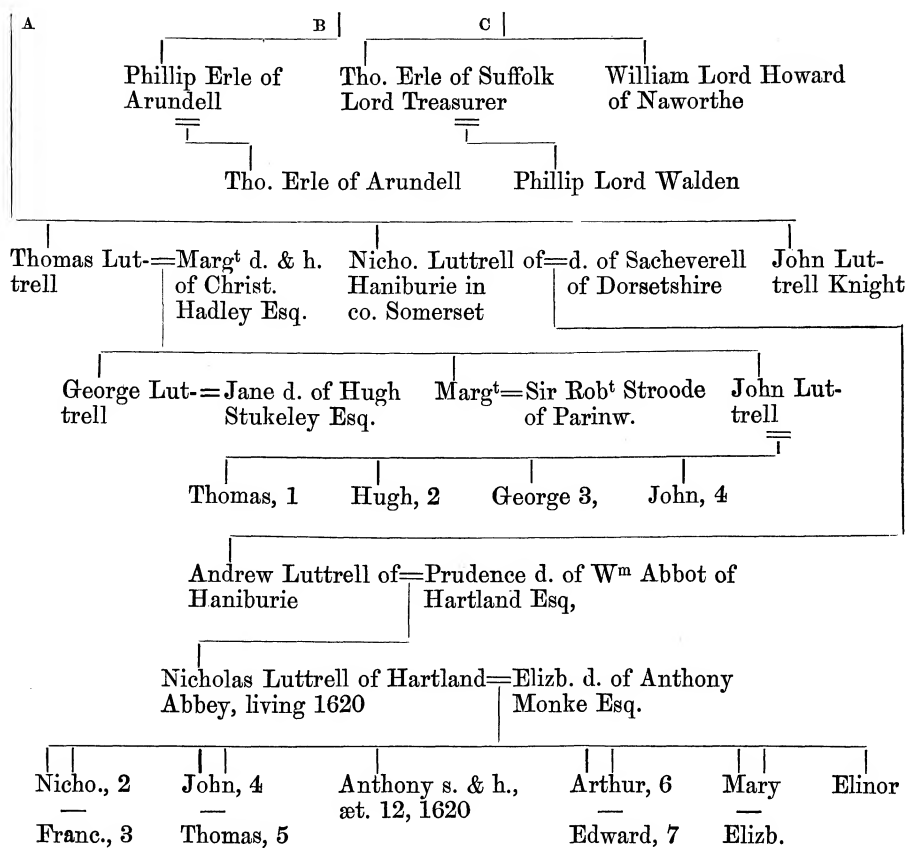 A
B
C
Phillip Erle of
Arundell
Tho. Erle of Suffolk
Lord Treasurer
William Lord Howard
of Naworthe
Tho. Erle of Arundell
Phillip Lord Walden
Thomas Lut-
trell
=Margᵗ d. & h.
of Christ.
Hadley Esq.
Nicho. Luttrell of
Haniburie in
co. Somerset
=d. of Sacheverell
of Dorsetshire
John Lut-
trell Knight
George Lut-
trell
=Jane d. of Hugh
Stukeley Esq.
Margᵗ
=Sir Robᵗ Stroode
of Parinw.
John Lut-
trell
Thomas, 1
Hugh, 2
George 3,
John, 4
Andrew Luttrell of
Haniburie
=Prudence d. of Wᵐ Abbot of
Hartland Esq,
Nicholas Luttrell of Hartland
Abbey, living 1620
=Elizb. d. of Anthony
Monke Esq.
Nicho., 2
Franc., 3
John, 4
Thomas, 5
Anthony s. & h.,
æt. 12, 1620
Arthur, 6
Edward, 7
Mary
Elizb.
Elinor